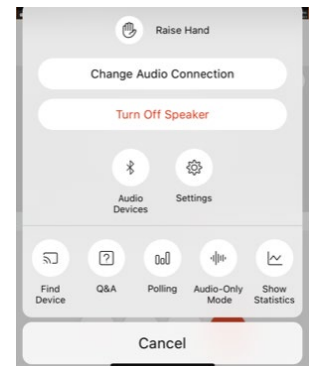 Raise Hand
Change Audio Connection
Turn Off Speaker
Audio
Devices
Settings
Find
Device
Q&A
Polling
Audio-Only
Mode
Show
Statistics
Cancel